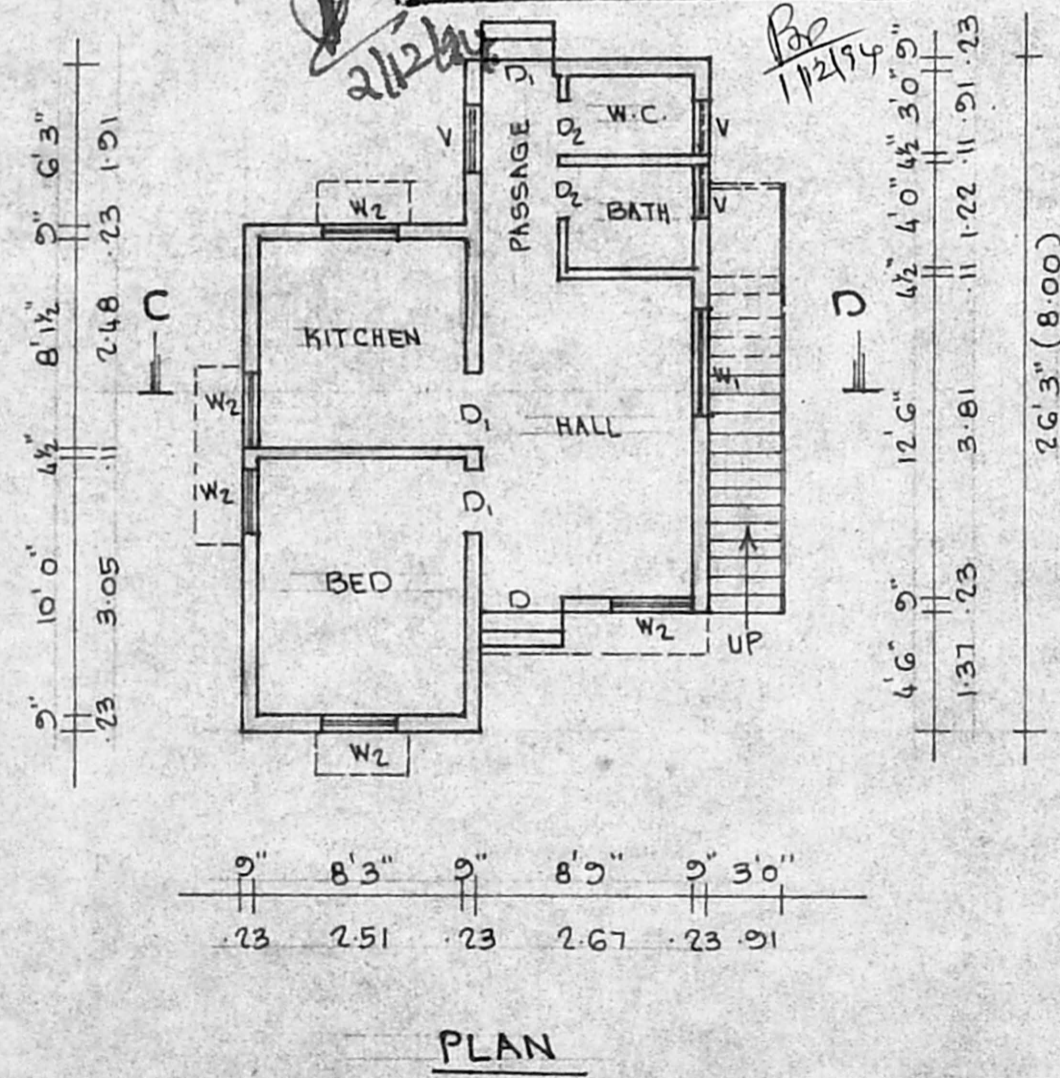 2/12/94
1/12/94
D₁
W.C.
V
D₂
V
PASSAGE
D₂
BATH
V
W₂
KITCHEN
C
D
W₂
W₁
D₁
HALL
W₂
D₁
BED
D
W₂
UP
W₂
6' 3" 1.91
9" .23
8' 1½" 2.48
4½" .11
10' 0" 3.05
9" .23
9" .23
3'0" .91
4½" .11
4'0" 1.22
4½" .11
12'6" 3.81
9" .23
4'6" 1.37
26'3" (8.00)
9" 8'3" 9" 8'9" 9" 3'0"
.23 2.51 .23 2.67 .23 .91
PLAN